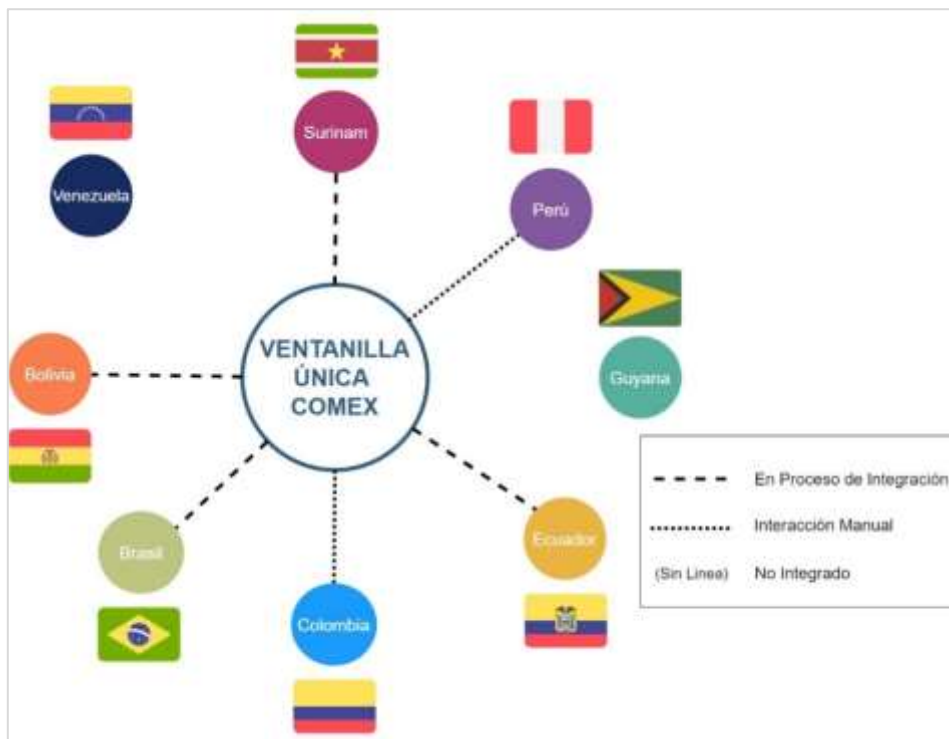 Surinam
Venezuela
Perú
VENTANILLA
ÚNICA
COMEX
Bolivia
Guyana
Brasil
Ecuador
Colombia
En Proceso de Integración
Interacción Manual
(Sin Linea) No Integrado